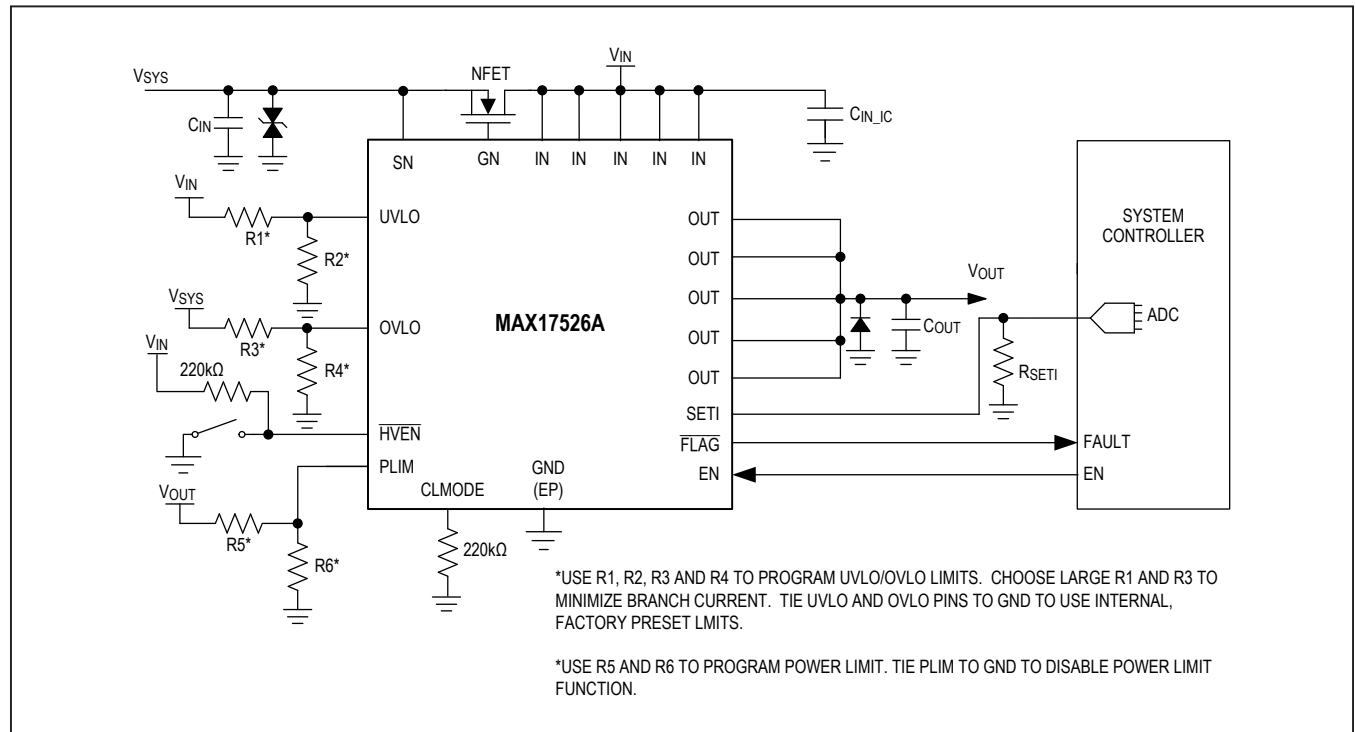 VSYS
NFET
VIN
CIN
CIN_IC
SN
GN
IN
IN
IN
IN
IN
VIN
R1*
R2*
UVLO
VSYS
R3*
R4*
OVLO
VIN
220kΩ
HVEN
PLIM
VOUT
R5*
R6*
CLMODE
220kΩ
GND
(EP)
MAX17526A
OUT
OUT
OUT
OUT
OUT
SETI
FLAG
EN
VOUT
COUT
RSETI
SYSTEM
CONTROLLER
ADC
FAULT
EN
*USE R1, R2, R3 AND R4 TO PROGRAM UVLO/OVLO LIMITS. CHOOSE LARGE R1 AND R3 TO
MINIMIZE BRANCH CURRENT. TIE UVLO AND OVLO PINS TO GND TO USE INTERNAL,
FACTORY PRESET LMITS.
*USE R5 AND R6 TO PROGRAM POWER LIMIT. TIE PLIM TO GND TO DISABLE POWER LIMIT
FUNCTION.